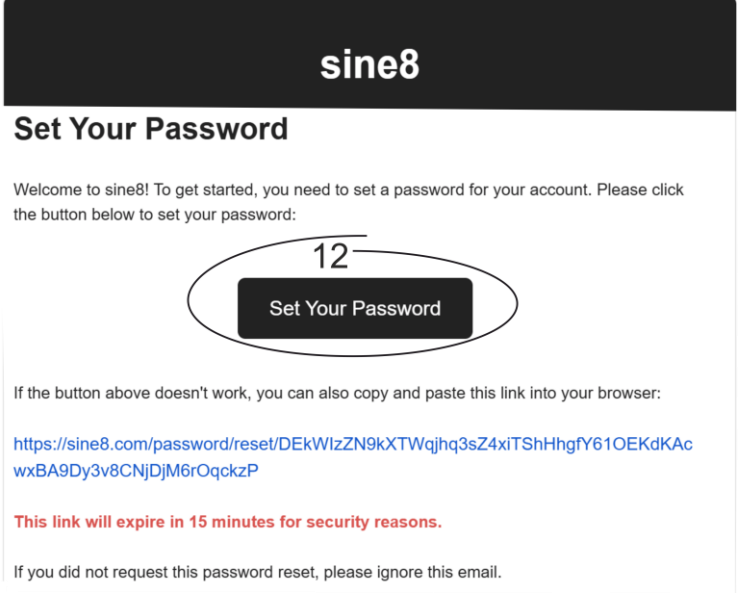 sine8
Set Your Password
Welcome to sine8! To get started, you need to set a password for your account. Please click
the button below to set your password:
12
Set Your Password
If the button above doesn't work, you can also copy and paste this link into your browser:
https://sine8.com/password/reset/DEkWIzZN9kXTWqjhq3sZ4xiTShHhgfY61OEKdKAc
wxBA9Dy3v8CNjDjM6rOqckzP
This link will expire in 15 minutes for security reasons.
If you did not request this password reset, please ignore this email.